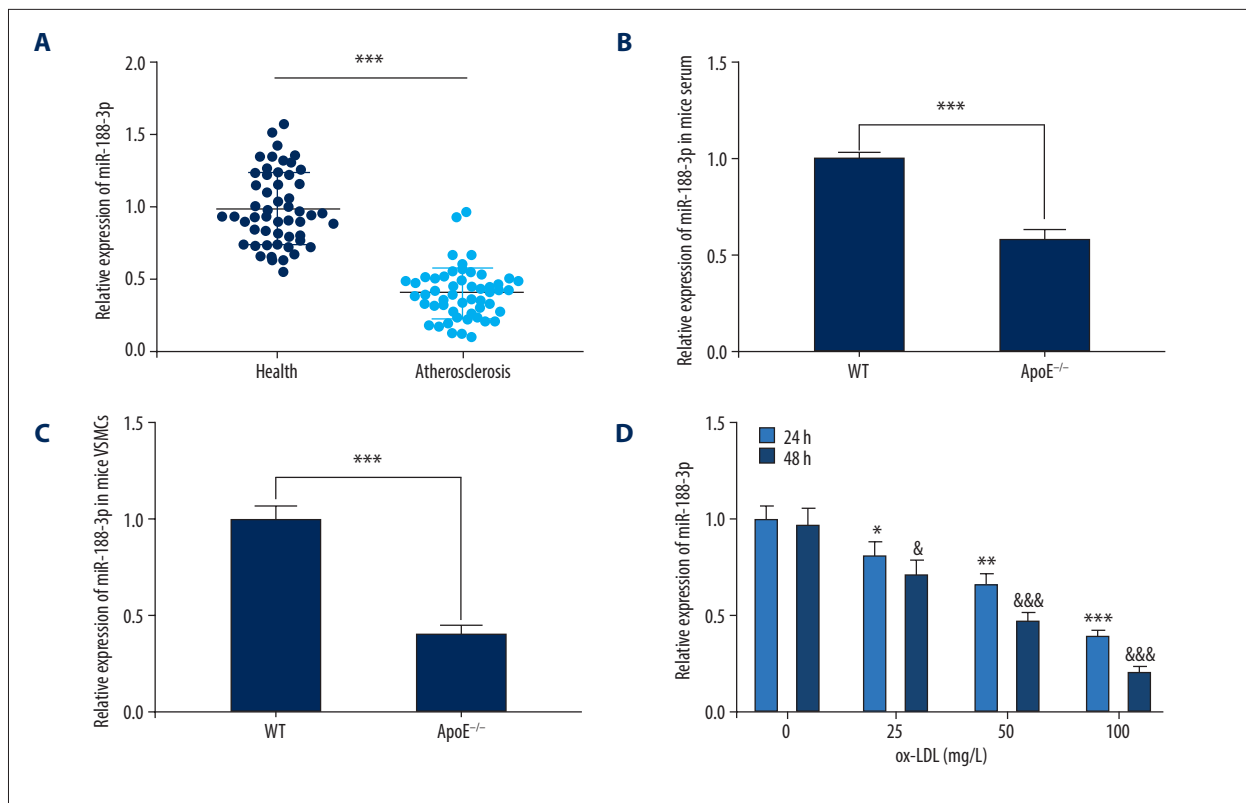 A
Relative expression of miR-188-3p
2.0
1.5
1.0
0.5
0.0
***
Health
Atherosclerosis
B
Relative expression of miR-188-3p in mice serum
1.5
1.0
0.5
0.0
***
WT
ApoE–/–
C
Relative expression of miR-188-3p in mice VSMCs
1.5
1.0
0.5
0.0
***
WT
ApoE–/–
D
Relative expression of miR-188-3p
1.5
1.0
0.5
0.0
24 h
48 h
*
&
**
&&&
***
&&&
0
25
50
100
ox-LDL (mg/L)